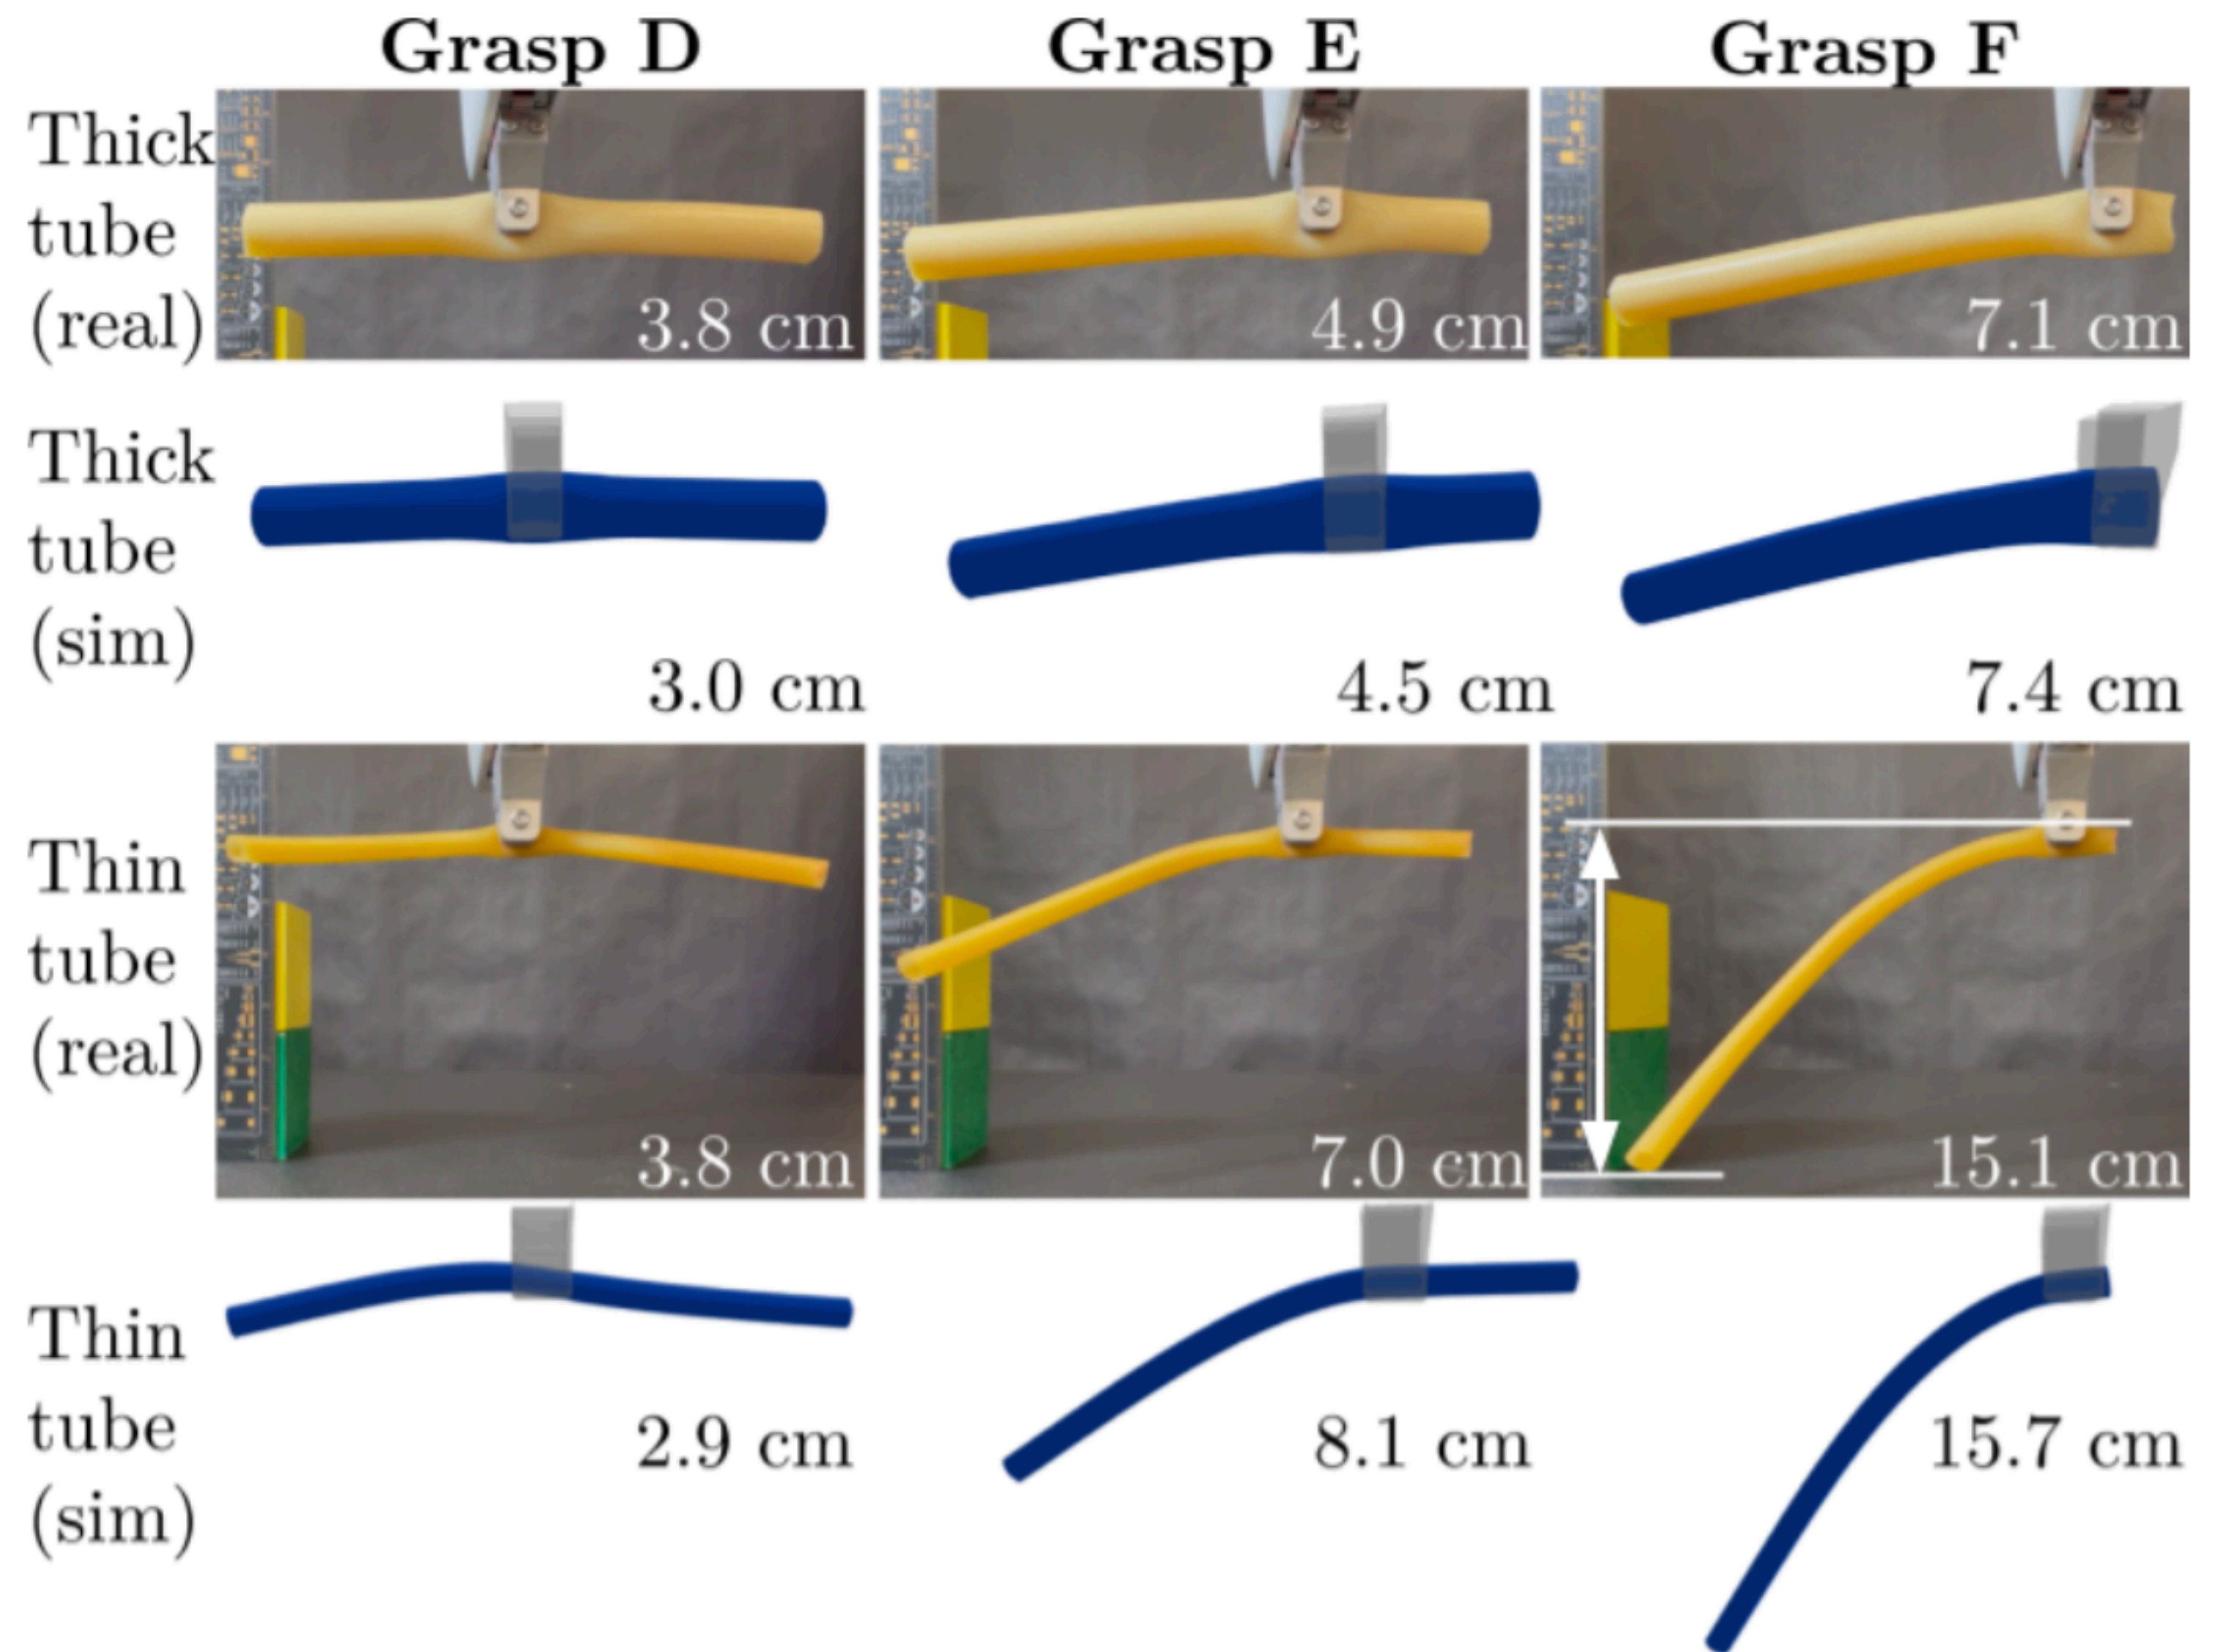 Grasp D
Grasp E
Grasp F
Thick
tube
(real)
3.8 cm
4.9 cm
7.1 cm
Thick
tube
(sim)
3.0 cm
4.5 cm
7.4 cm
Thin
tube
(real)
3.8 cm
7.0 cm
15.1 cm
Thin
tube
(sim)
2.9 cm
8.1 cm
15.7 cm